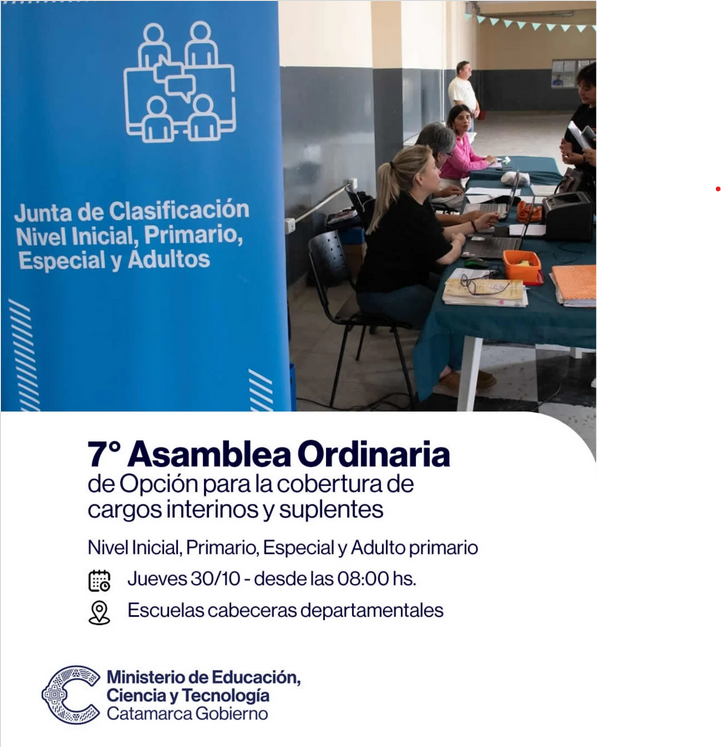 Junta de Clasificación
Nivel Inicial, Primario,
Especial y Adultos
7° Asamblea Ordinaria
de Opción para la cobertura de
cargos interinos y suplentes
Nivel Inicial, Primario, Especial y Adulto primario
Jueves 30/10 - desde las 08:00 hs.
Escuelas cabeceras departamentales
Ministerio de Educación,
Ciencia y Tecnología
Catamarca Gobierno